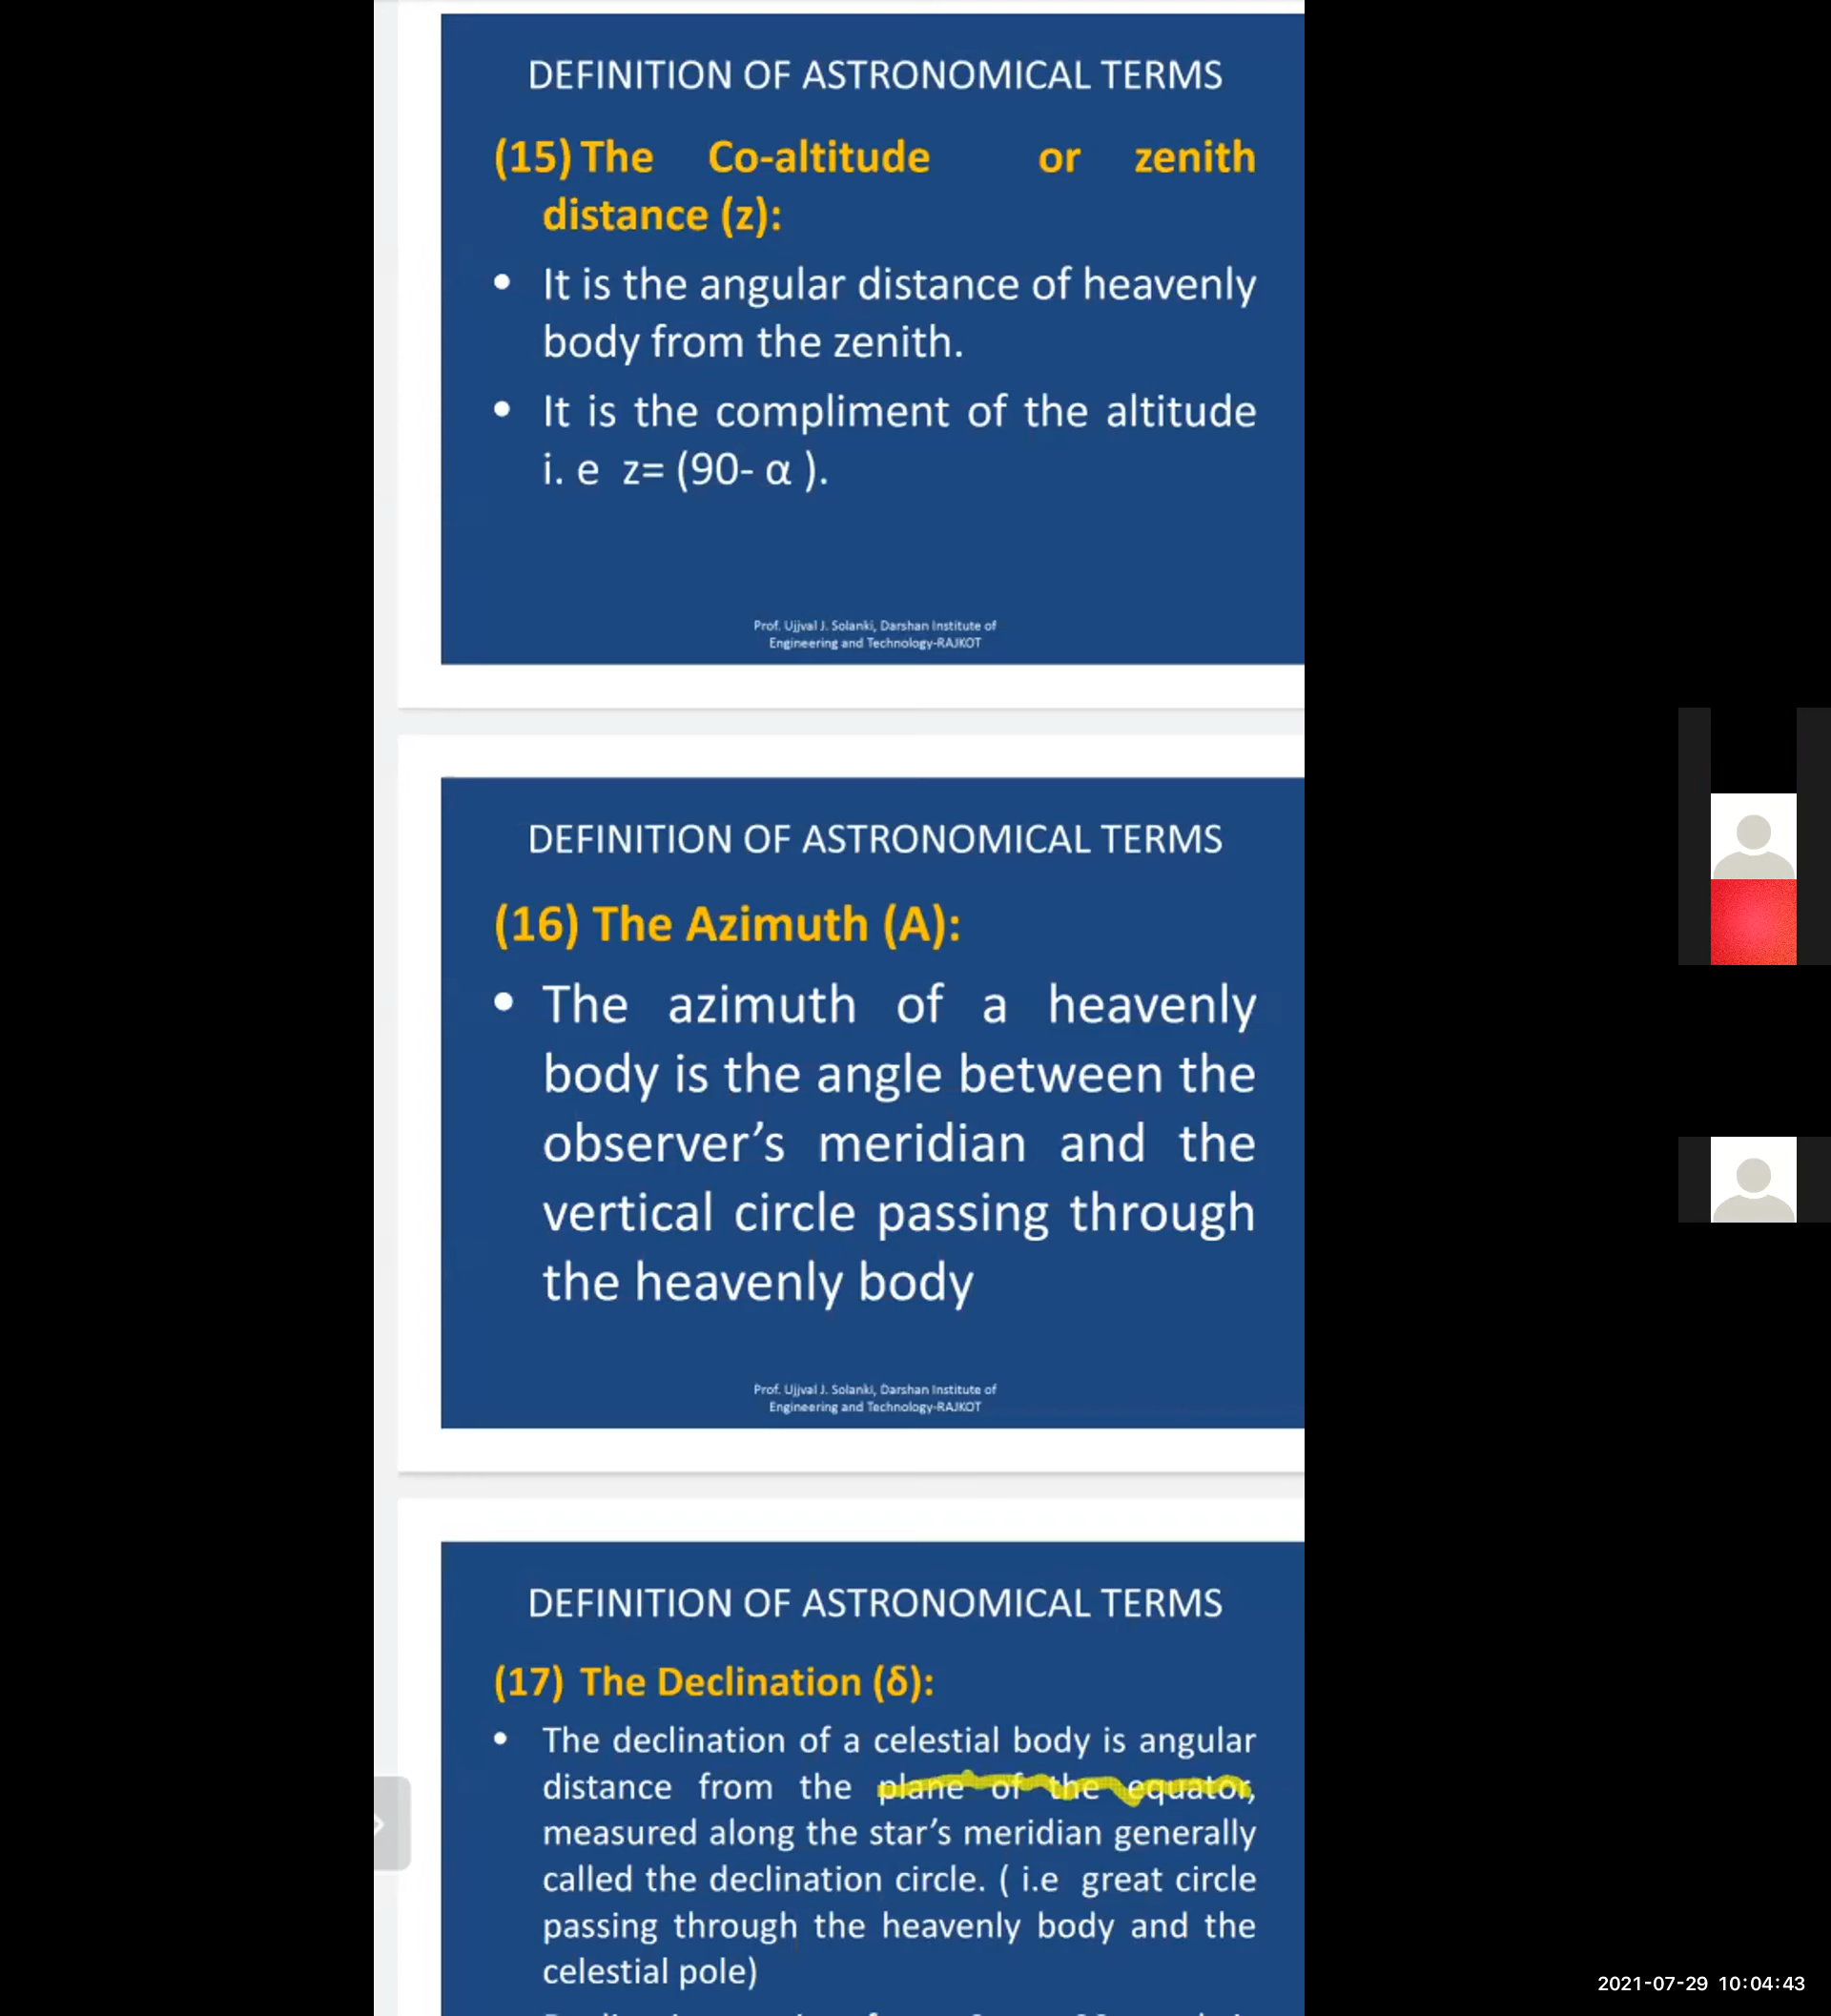 DEFINITION OF ASTRONOMICAL TERMS
(15) The Co-altitude or zenith
distance (z):
• It is the angular distance of heavenly
body from the zenith.
• It is the compliment of the altitude
i. e z= (90- α ).
Prof. Ujjval J. Solanki, Darshan Institute of
Engineering and Technology-RAJKOT
DEFINITION OF ASTRONOMICAL TERMS
(16) The Azimuth (A):
• The azimuth of a heavenly
body is the angle between the
observer’s meridian and the
vertical circle passing through
the heavenly body
Prof. Ujjval J. Solanki, Darshan Institute of
Engineering and Technology-RAJKOT
DEFINITION OF ASTRONOMICAL TERMS
(17) The Declination (δ):
• The declination of a celestial body is angular
distance from the plane of the equator,
measured along the star’s meridian generally
called the declination circle. ( i.e great circle
passing through the heavenly body and the
celestial pole)
2021-07-29 10:04:43